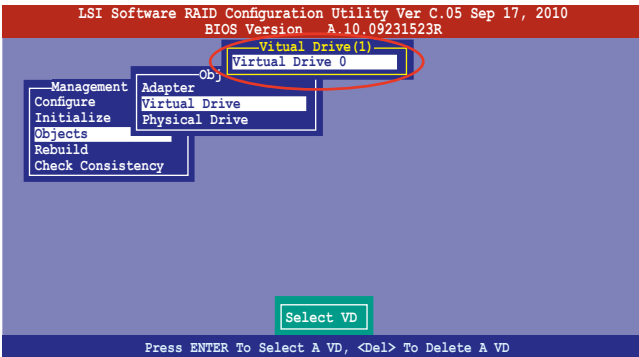 LSI Software RAID Configuration Utility Ver C.05 Sep 17, 2010
BIOS Version A.10.09231523R
Vitual Drive(1)
Virtual Drive 0
Obj
Adapter
Virtual Drive
Physical Drive
Management
Configure
Initialize
Objects
Rebuild
Check Consistency
Select VD
Press ENTER To Select A VD, <Del> To Delete A VD